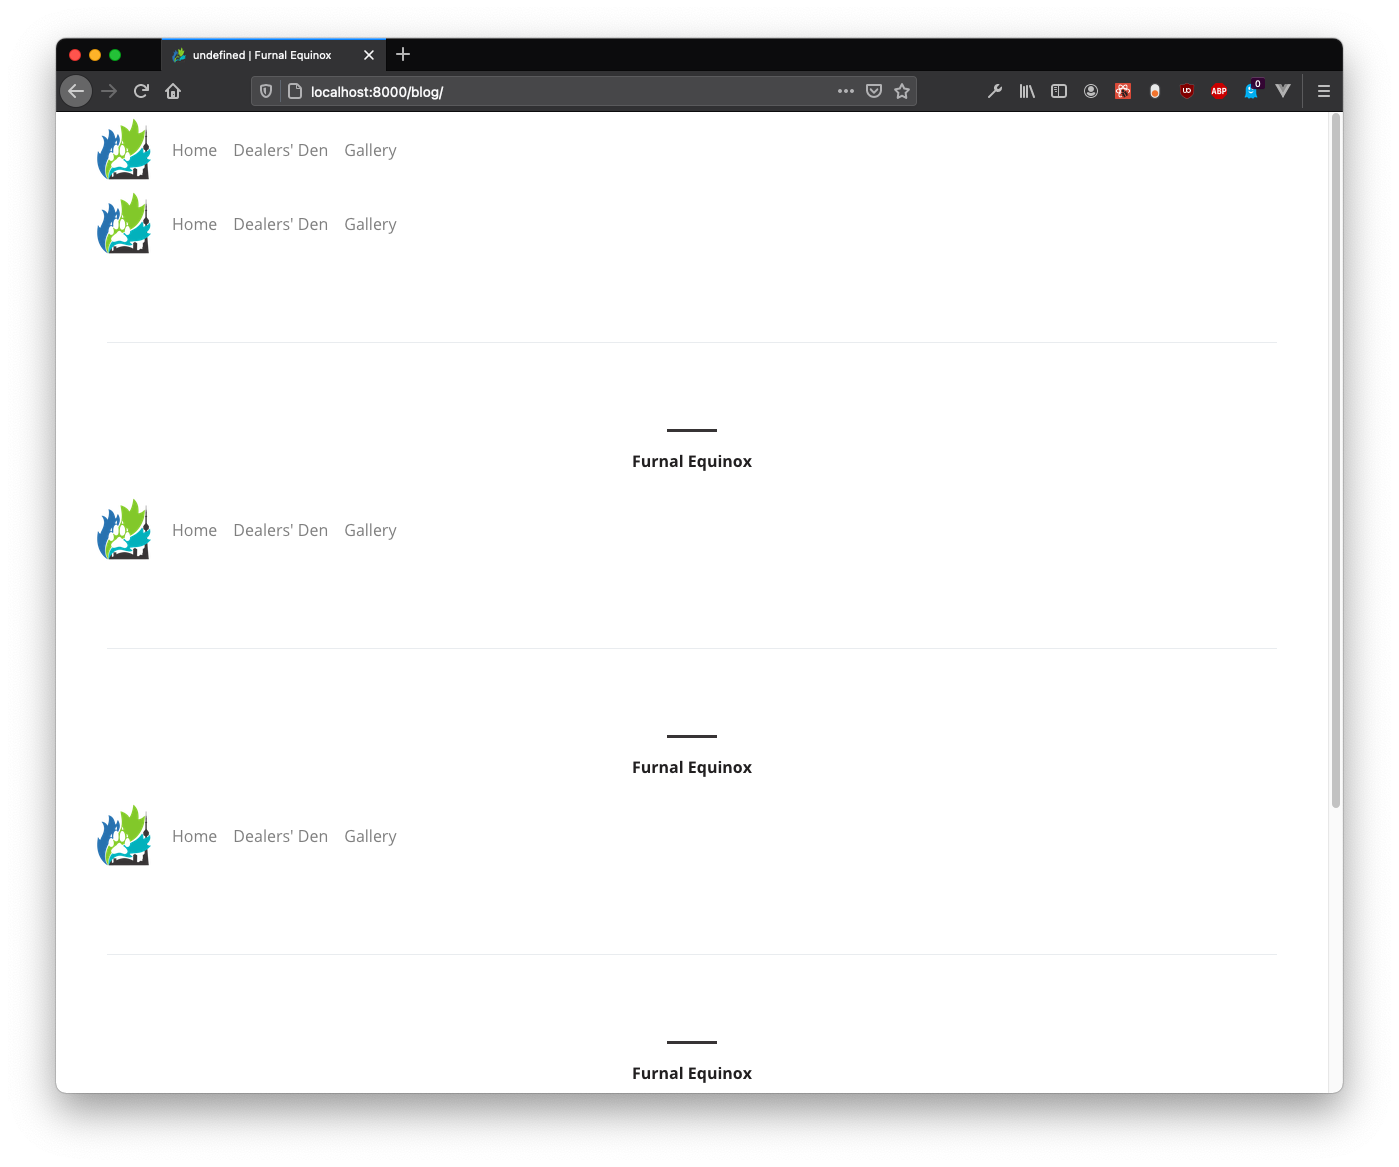 undefined | Furnal Equinox
localhost:8000/blog/
UO
ABP
0
Home Dealers' Den Gallery
Home Dealers' Den Gallery
Furnal Equinox
Home Dealers' Den Gallery
Furnal Equinox
Home Dealers' Den Gallery
Furnal Equinox